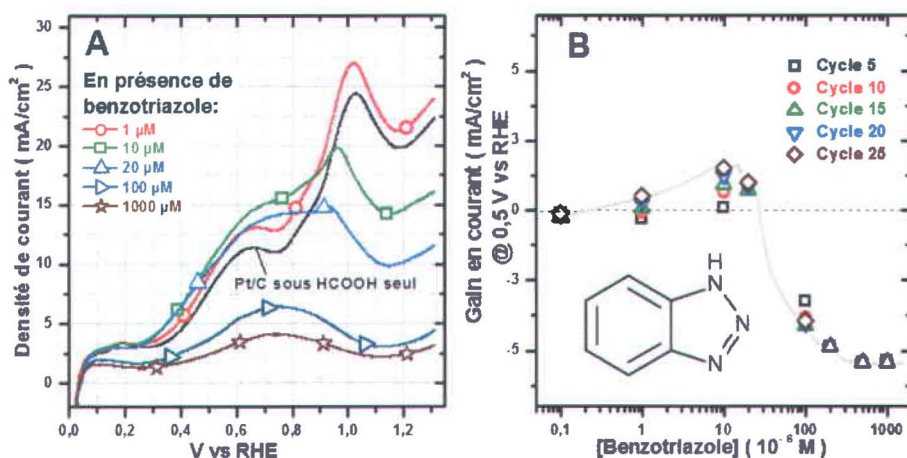 A
En présence de
benzotriazole:
1 µM
10 µM
20 µM
100 µM
1000 µM
Pt/C sous HCOOH seul
Densité de courant ( mA/cm² )
30
25
20
15
10
5
0
0,0 0,2 0,4 0,6 0,8 1,0 1,2
V vs RHE
B
Cycle 5
Cycle 10
Cycle 15
Cycle 20
Cycle 25
Gain en courant ( mA/cm² )
@ 0,5 V vs RHE
5
3
0
-3
-5
H
N
N
N
0,1 1 10 100 1000
[Benzotriazole] ( 10⁻⁶ M )